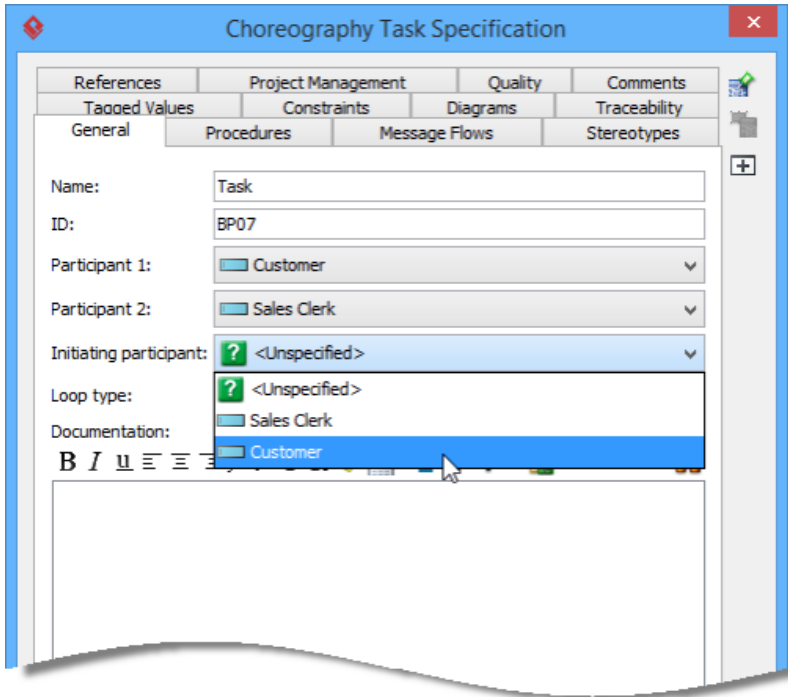 Choreography Task Specification
References Project Management Quality Comments
Tagged Values Constraints Diagrams Traceability
General Procedures Message Flows Stereotypes
Name: Task
ID: BP07
Participant 1: Customer
Participant 2: Sales Clerk
Initiating participant: ? <Unspecified>
? <Unspecified>
Loop type:
Sales Clerk
Documentation:
Customer
B I u